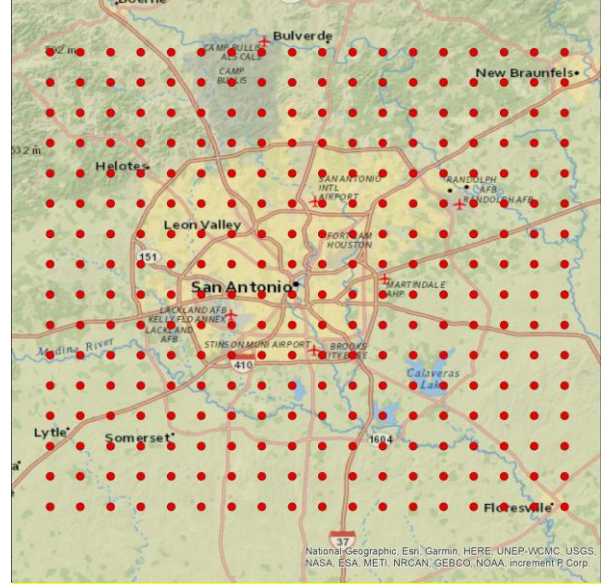 Boerne
Bulverde
CAMP BULLIS
ALS CALS
CAMP
BULLIS
New Braunfels
Helotes
SAN ANTONIO
INTL
AIRPORT
RANDOLPH
AFB
RANDOLPH AFB
Leon Valley
FORT SAM
HOUSTON
151
San Antonio
MARTINDALE
AHP
LACKLAND AFB
KELLY FLD ANNEX
LACKLAND
AFB
Medina River
STINSON MUNI AIRPORT
BROOKS
CITY BASE
410
Calaveras
Lake
Lytle
Somerset
1604
Floresville
37
National Geographic, Esri, Garmin, HERE, UNEP-WCMC, USGS,
NASA, ESA, METI, NRCAN, GEBCO, NOAA, increment P Corp.